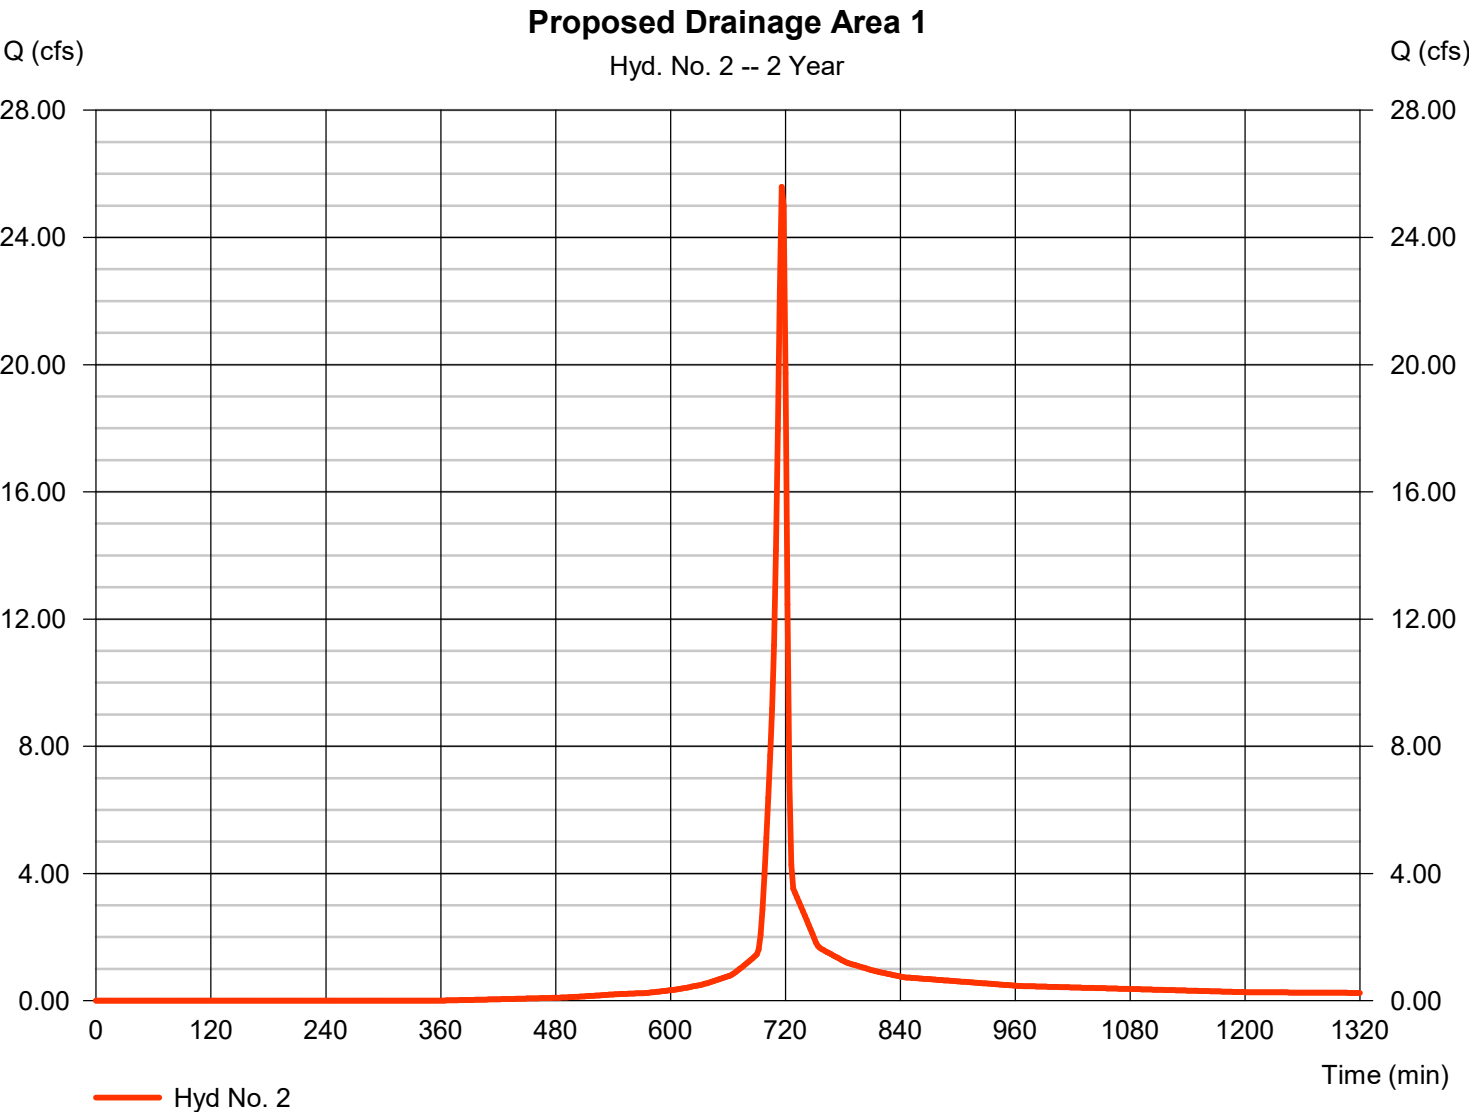 Proposed Drainage Area 1
Q (cfs) Q (cfs)
Hyd. No. 2 -- 2 Year
28.00 28.00
24.00 24.00
20.00 20.00
16.00 16.00
12.00 12.00
8.00 8.00
4.00 4.00
0.00 0.00
0 120 240 360 480 600 720 840 960 1080 1200 1320
Time (min)
Hyd No. 2